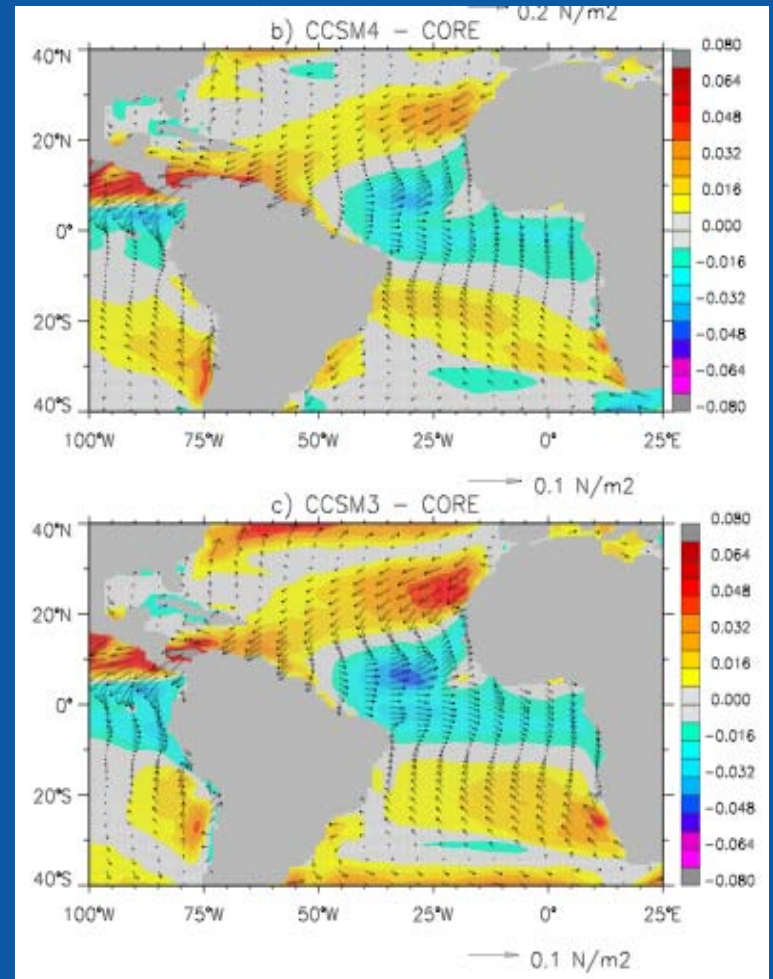 0.2 N/m2
b) CCSM4 – CORE
40°N
20°N
0°
20°S
40°S
100°W 75°W 50°W 25°W 0° 25°E
0.080
0.064
0.048
0.032
0.016
0.000
−0.016
−0.032
−0.048
−0.064
−0.080
0.1 N/m2
c) CCSM3 – CORE
40°N
20°N
0°
20°S
40°S
100°W 75°W 50°W 25°W 0° 25°E
0.080
0.064
0.048
0.032
0.016
0.000
−0.016
−0.032
−0.048
−0.064
−0.080
0.1 N/m2